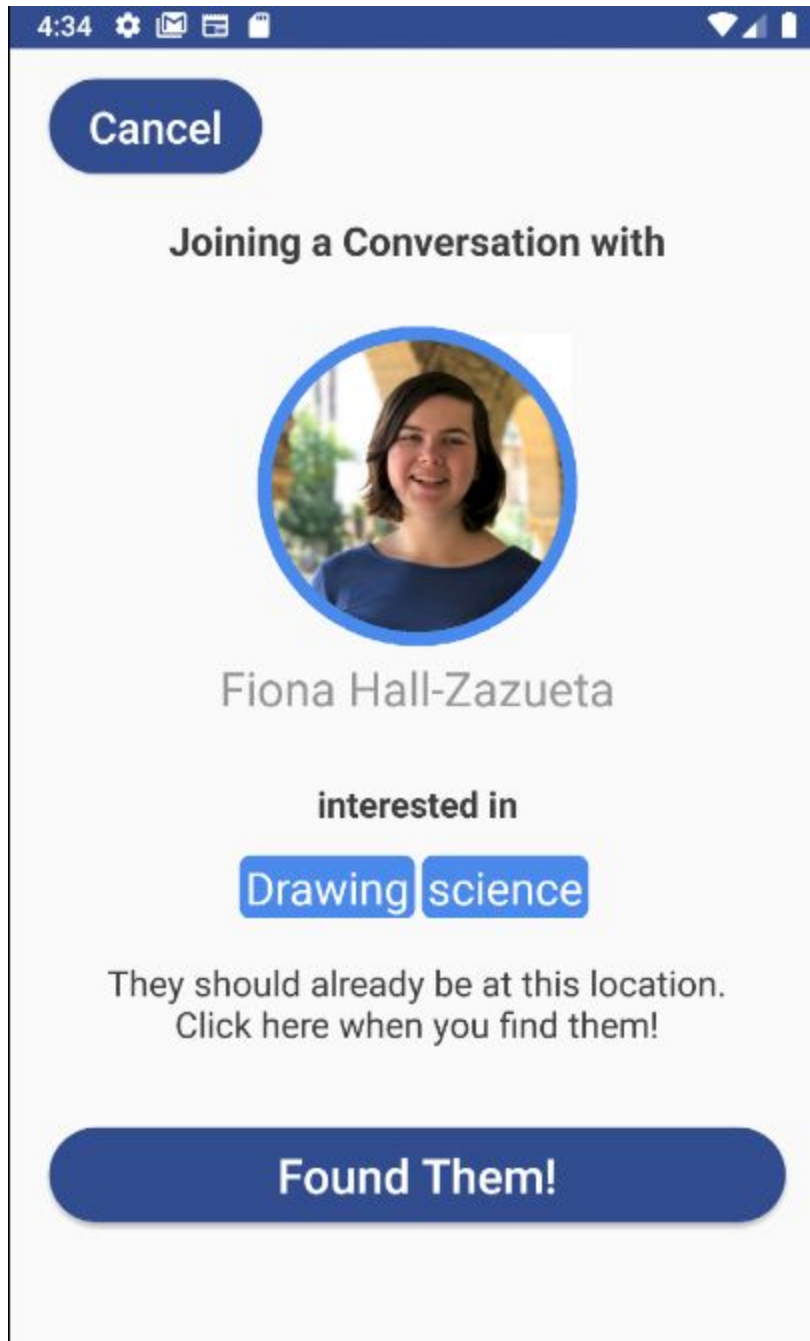 4:34
Cancel
Joining a Conversation with
Fiona Hall-Zazueta
interested in
Drawing science
They should already be at this location.
Click here when you find them!
Found Them!